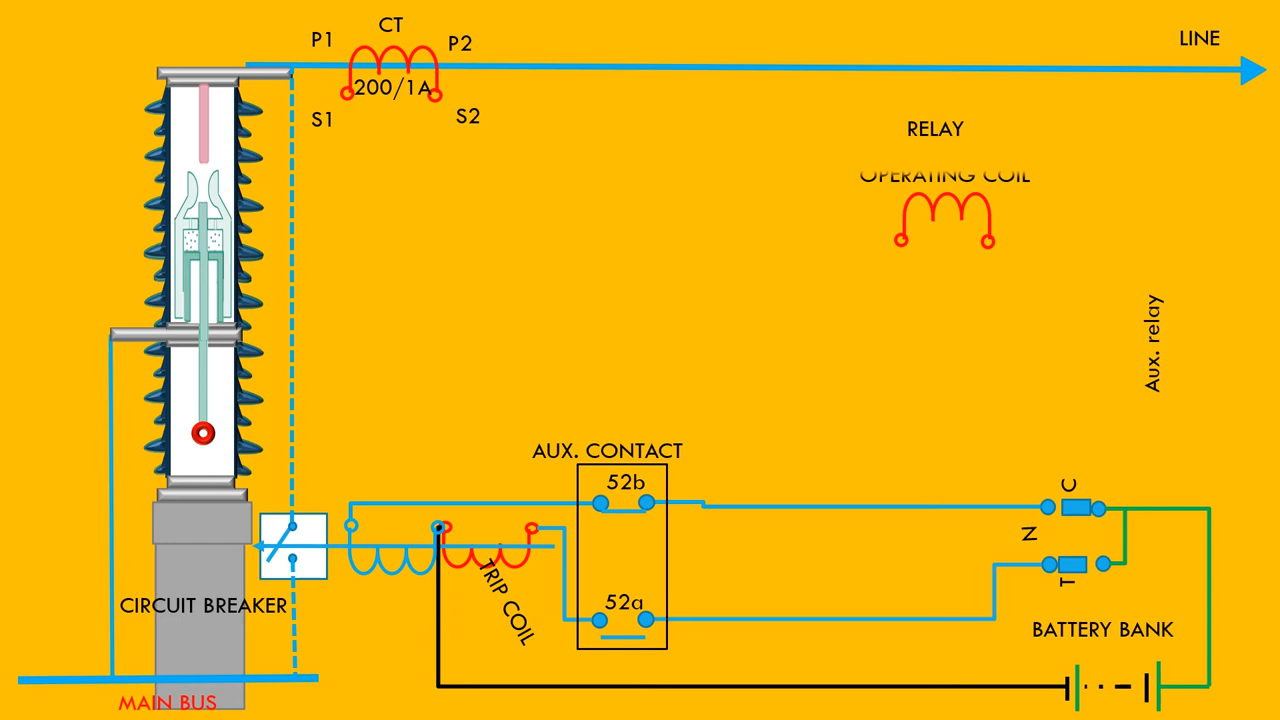 CT
P1
P2
LINE
200/1A
S1
S2
RELAY
OPERATING COIL
Aux. relay
AUX. CONTACT
52b
C
N
TRIP COIL
T
52a
CIRCUIT BREAKER
BATTERY BANK
MAIN BUS